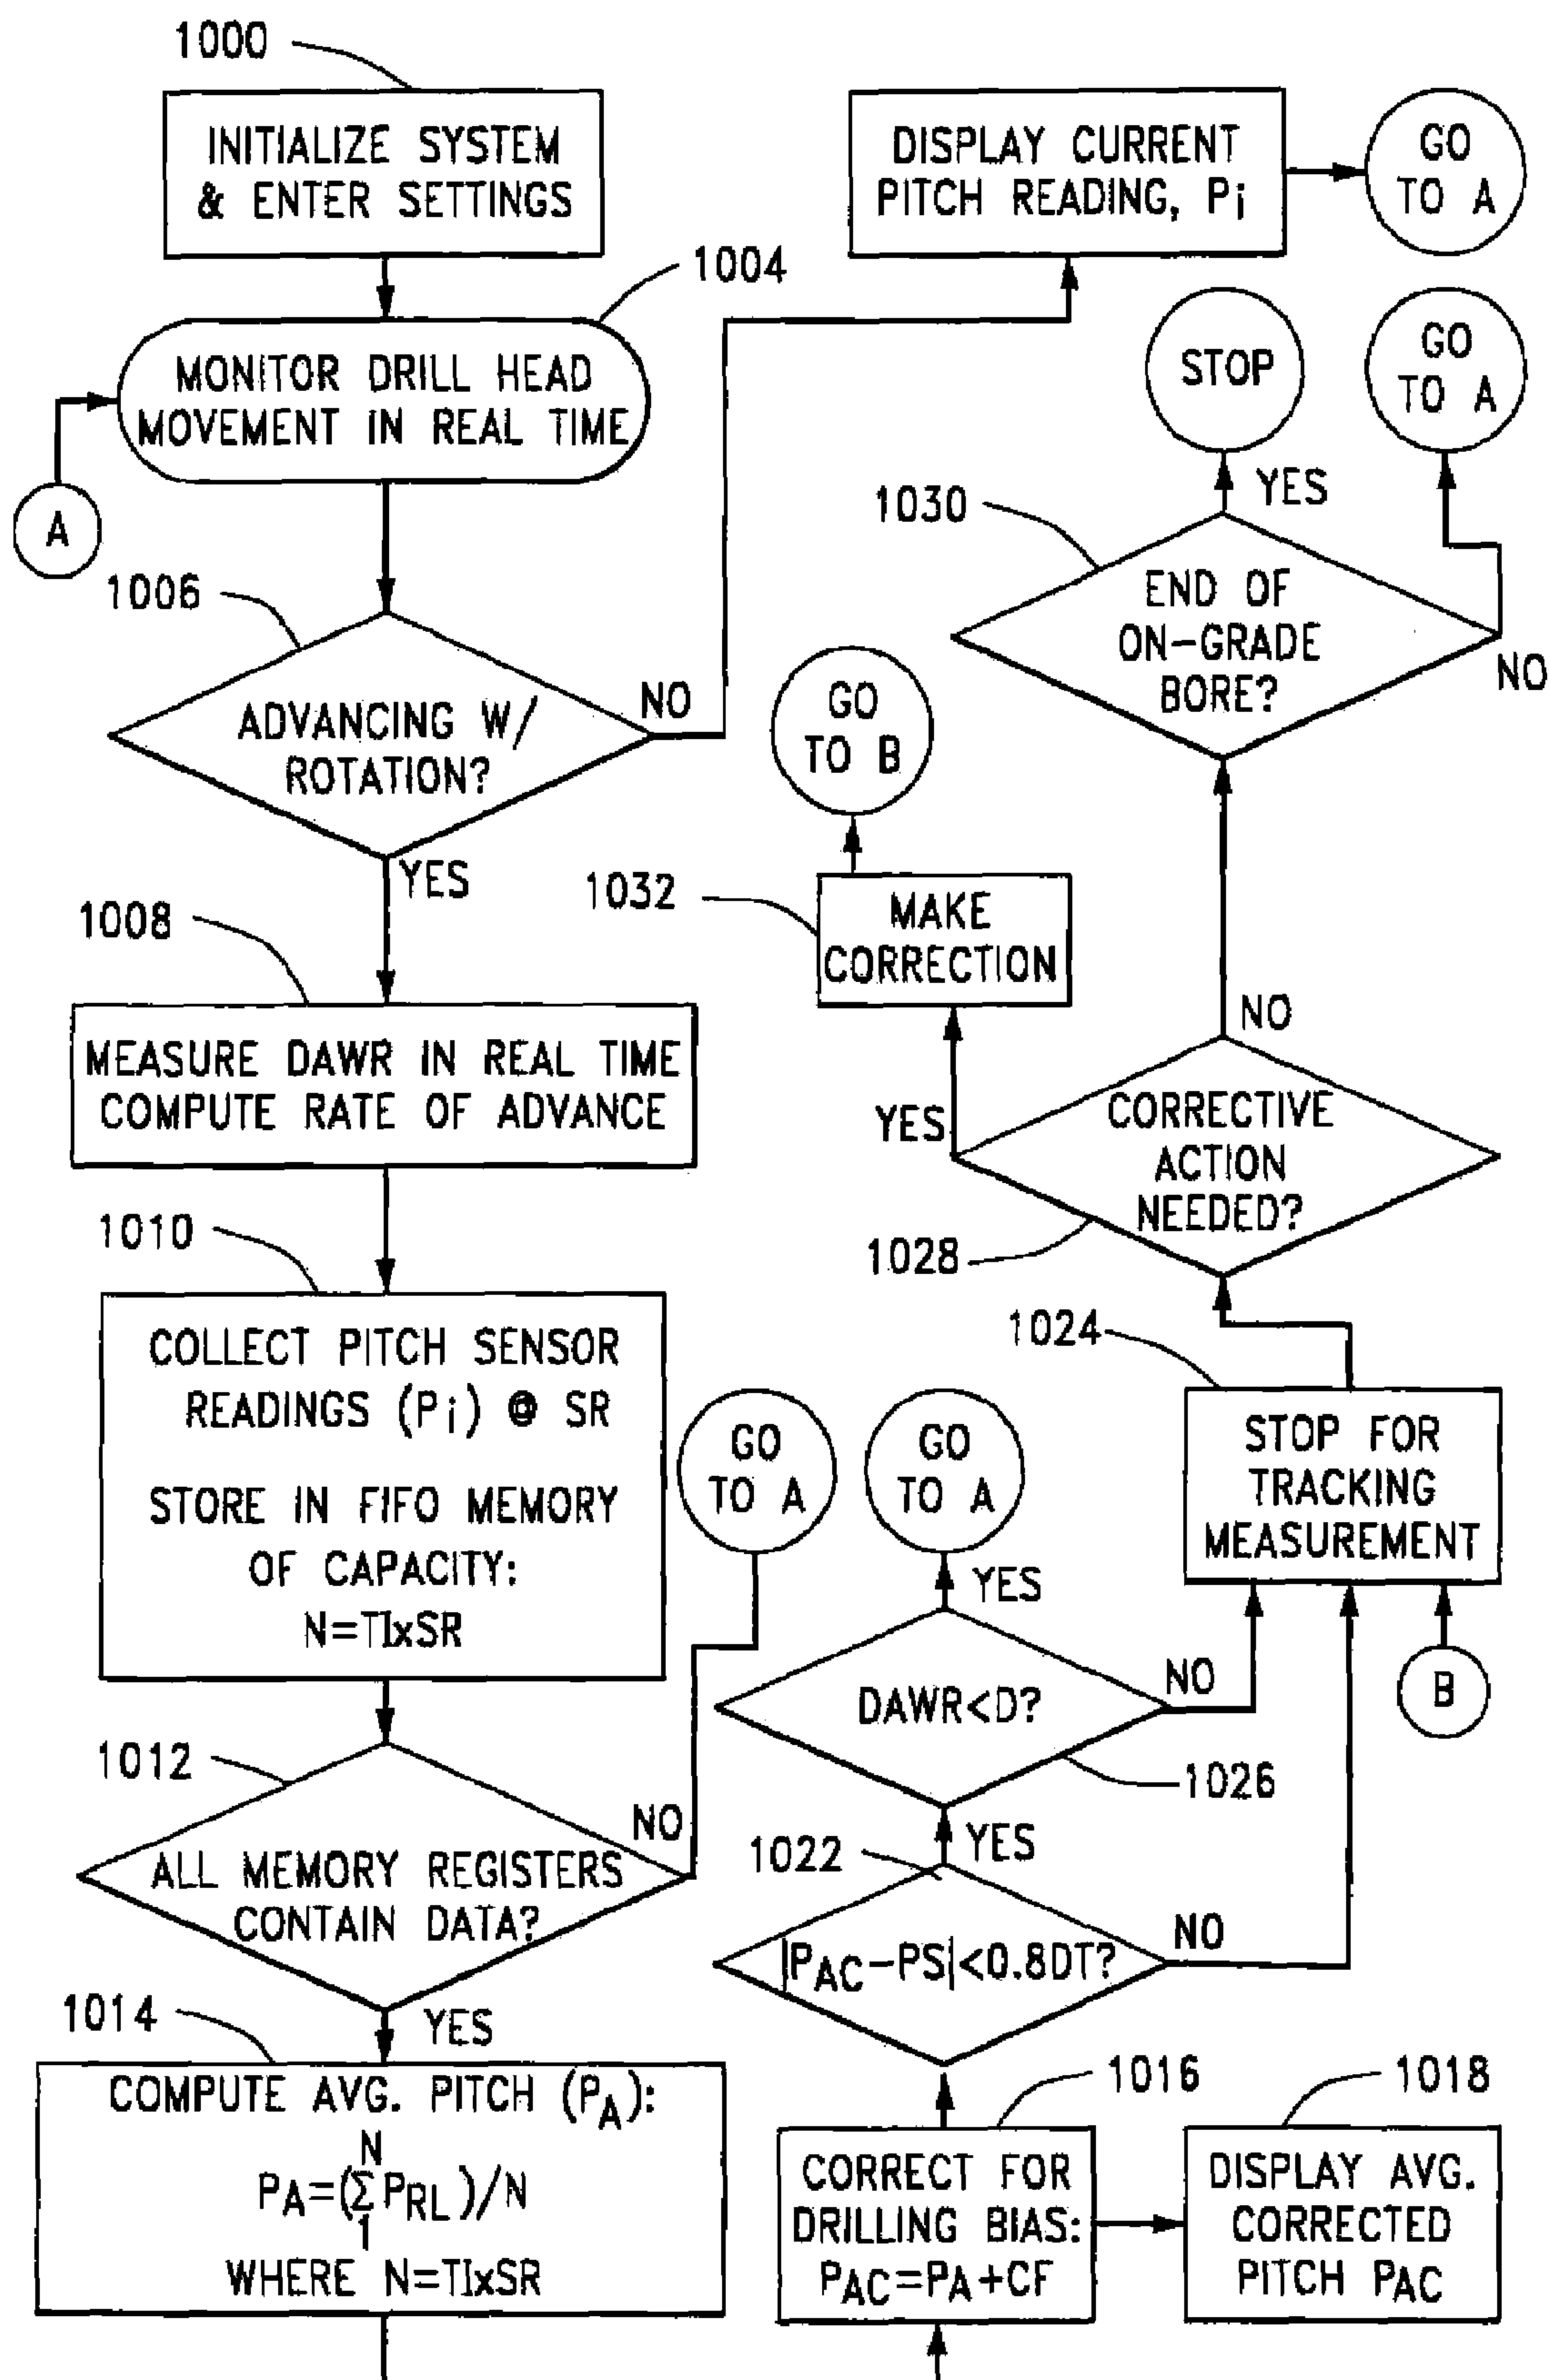 1000
INITIALIZE SYSTEM
& ENTER SETTINGS
1004
MONITOR DRILL HEAD
MOVEMENT IN REAL TIME
A
1006
ADVANCING W/
ROTATION?
NO
YES
DISPLAY CURRENT
PITCH READING, Pi
GO
TO A
1008
MEASURE DAWR IN REAL TIME
COMPUTE RATE OF ADVANCE
1010
COLLECT PITCH SENSOR
READINGS (Pi) @ SR
STORE IN FIFO MEMORY
OF CAPACITY:
N=TIxSR
1012
ALL MEMORY REGISTERS
CONTAIN DATA?
NO
GO
TO A
YES
1014
COMPUTE AVG. PITCH (PA):
N
PA=(Σ PRL)/N
1
WHERE N=TIxSR
1016
CORRECT FOR
DRILLING BIAS:
PAC=PA+CF
1018
DISPLAY AVG.
CORRECTED
PITCH PAC
1022
|PAC-PS|<0.8DT?
NO
YES
1026
DAWR<D?
NO
YES
GO
TO A
B
1024
STOP FOR
TRACKING
MEASUREMENT
1028
CORRECTIVE
ACTION
NEEDED?
YES
NO
1032
MAKE
CORRECTION
GO
TO B
1030
END OF
ON-GRADE
BORE?
YES
NO
STOP
GO
TO A